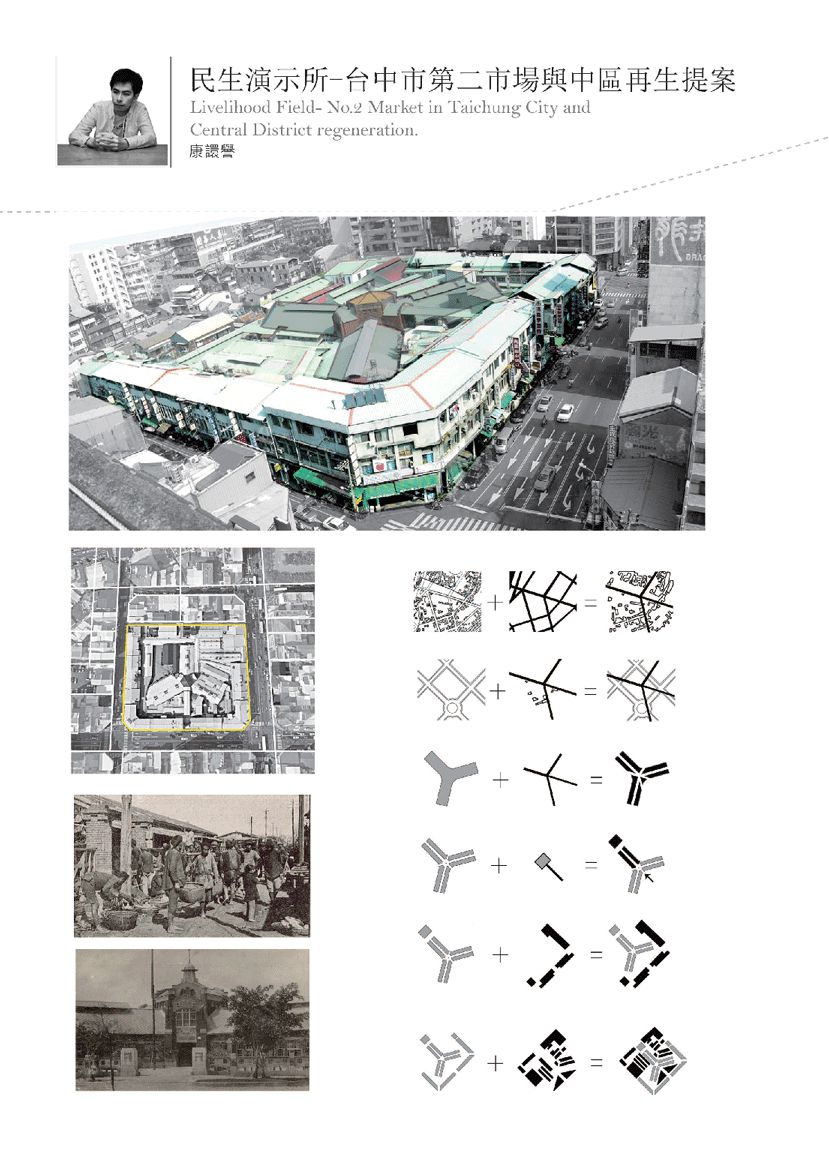 民生演示所-台中市第二市場與中區再生提案
Livelihood Field- No.2 Market in Taichung City and
Central District regeneration.
康譞譽